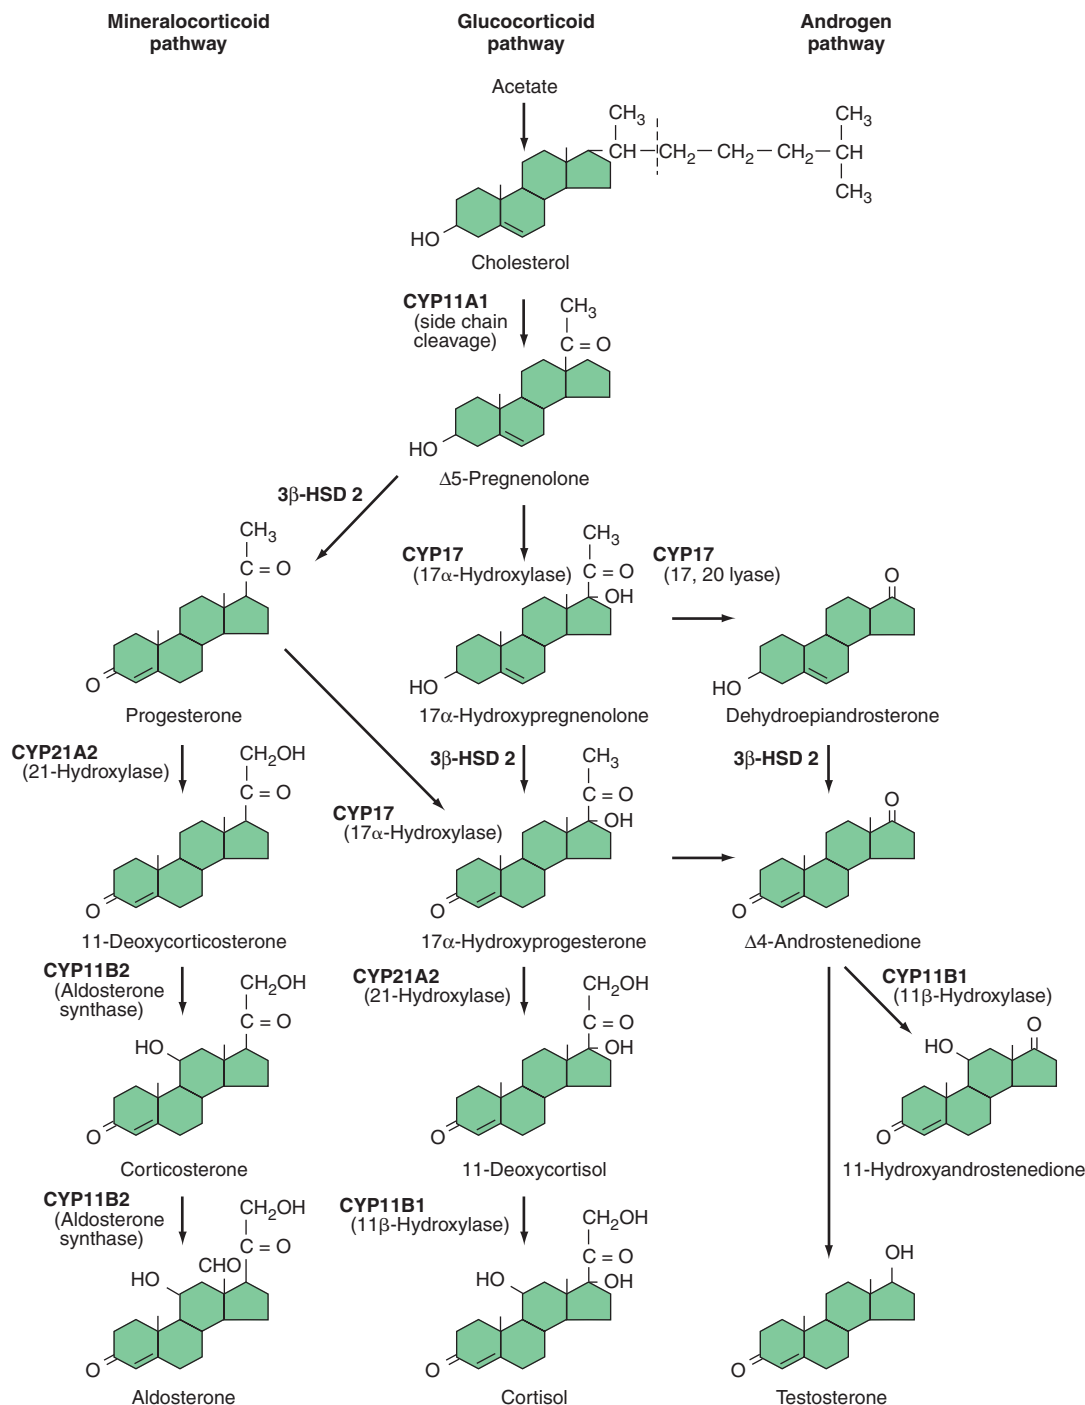 Mineralocorticoid
pathway
Glucocorticoid
pathway
Androgen
pathway
Acetate
CH3
CH
CH2
CH2
CH2
CH
CH3
CH3
HO
Cholesterol
CYP11A1
(side chain
cleavage)
CH3
C = O
HO
Δ5-Pregnenolone
3β-HSD 2
CH3
C = O
O
Progesterone
CYP17
(17α-Hydroxylase)
CH3
C = O
OH
HO
17α-Hydroxypregnenolone
CYP17
(17, 20 lyase)
O
HO
Dehydroepiandrosterone
CYP21A2
(21-Hydroxylase)
CH2OH
C = O
O
11-Deoxycorticosterone
CYP17
(17α-Hydroxylase)
3β-HSD 2
CH3
C = O
OH
O
17α-Hydroxyprogesterone
3β-HSD 2
O
O
Δ4-Androstenedione
CYP11B2
(Aldosterone
synthase)
CH2OH
C = O
HO
O
Corticosterone
CYP21A2
(21-Hydroxylase)
CH2OH
C = O
OH
O
11-Deoxycortisol
CYP11B1
(11β-Hydroxylase)
O
HO
O
11-Hydroxyandrostenedione
CYP11B2
(Aldosterone
synthase)
CH2OH
C = O
CHO
HO
O
Aldosterone
CYP11B1
(11β-Hydroxylase)
CH2OH
C = O
OH
HO
O
Cortisol
OH
O
Testosterone